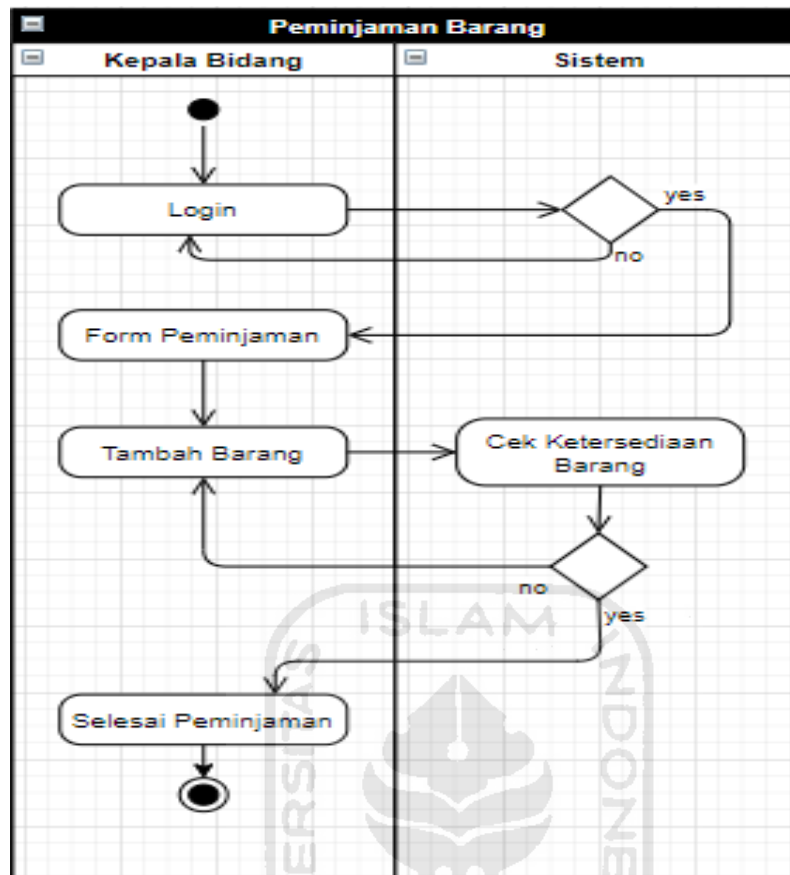 Peminjaman Barang
Kepala Bidang
Sistem
Login
yes
no
Form Peminjaman
Tambah Barang
Cek Ketersediaan
Barang
no
yes
ISLAM
Selesai Peminjaman